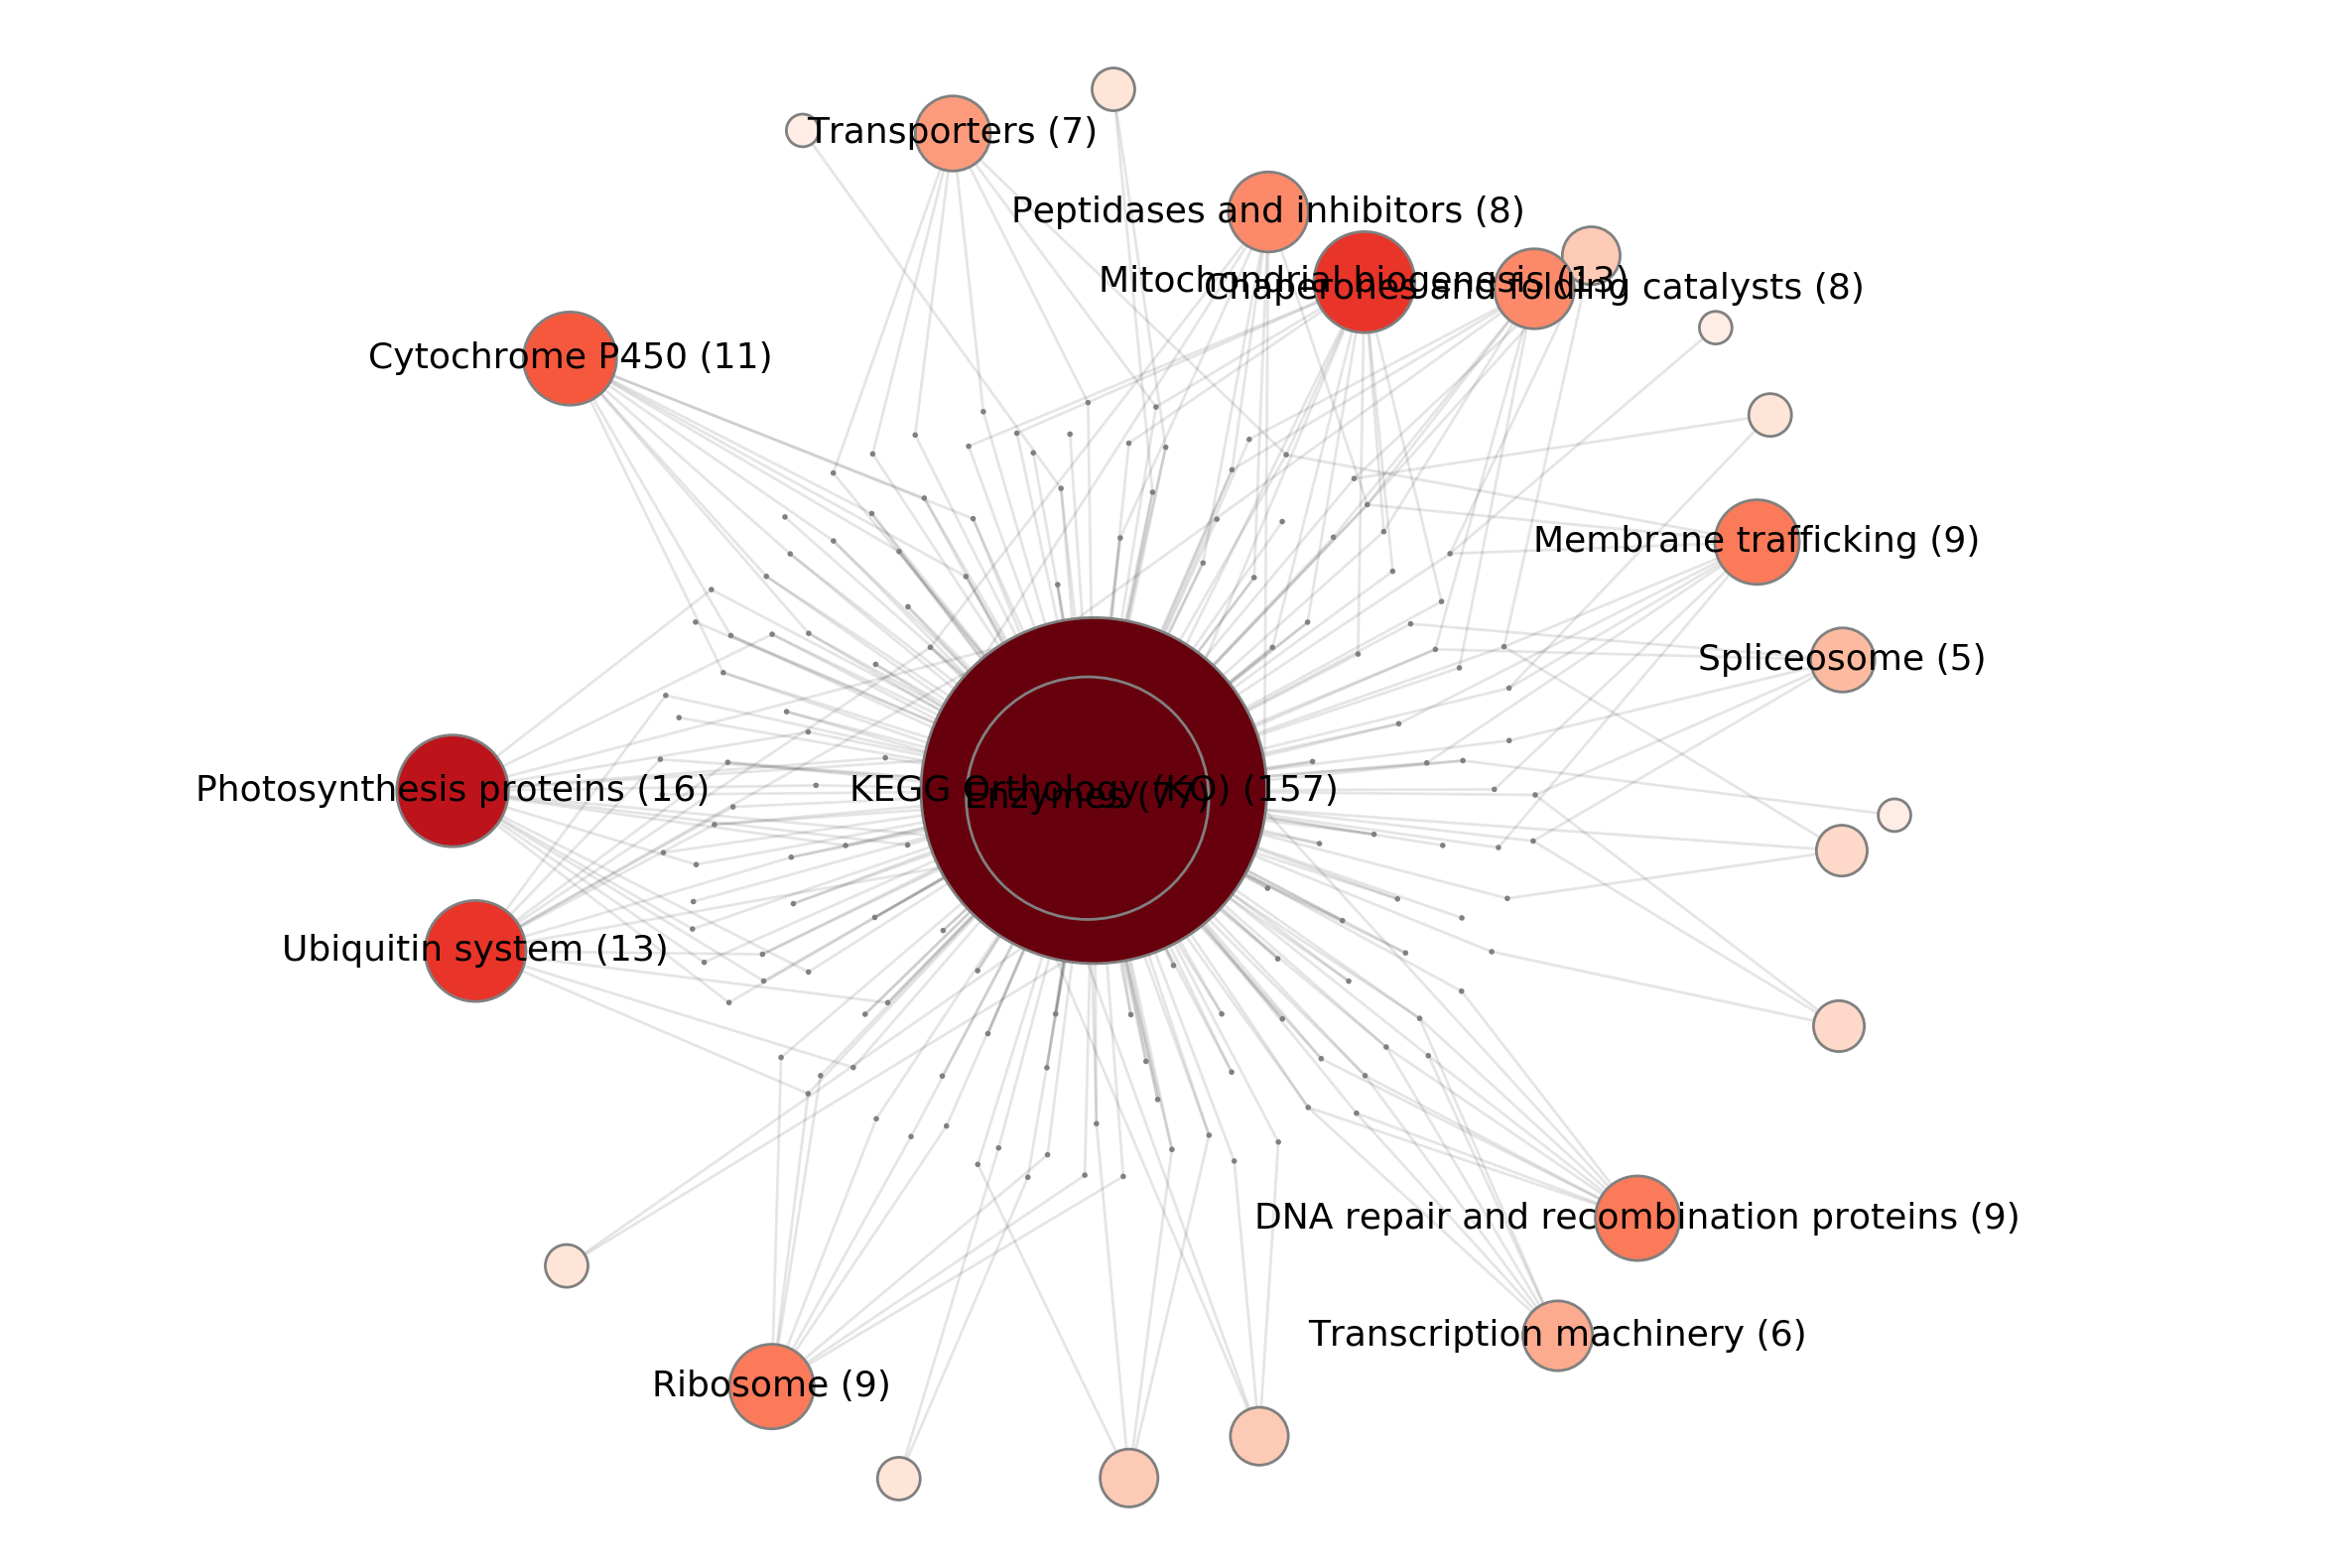 Transporters (7)
Peptidases and inhibitors (8)
Mitochondrial biogenesis (13)
Chaperones and folding catalysts (8)
Cytochrome P450 (11)
Membrane trafficking (9)
Spliceosome (5)
Photosynthesis proteins (16)
KEGG Orthology (KO) (157)
Enzymes (77)
Ubiquitin system (13)
DNA repair and recombination proteins (9)
Transcription machinery (6)
Ribosome (9)